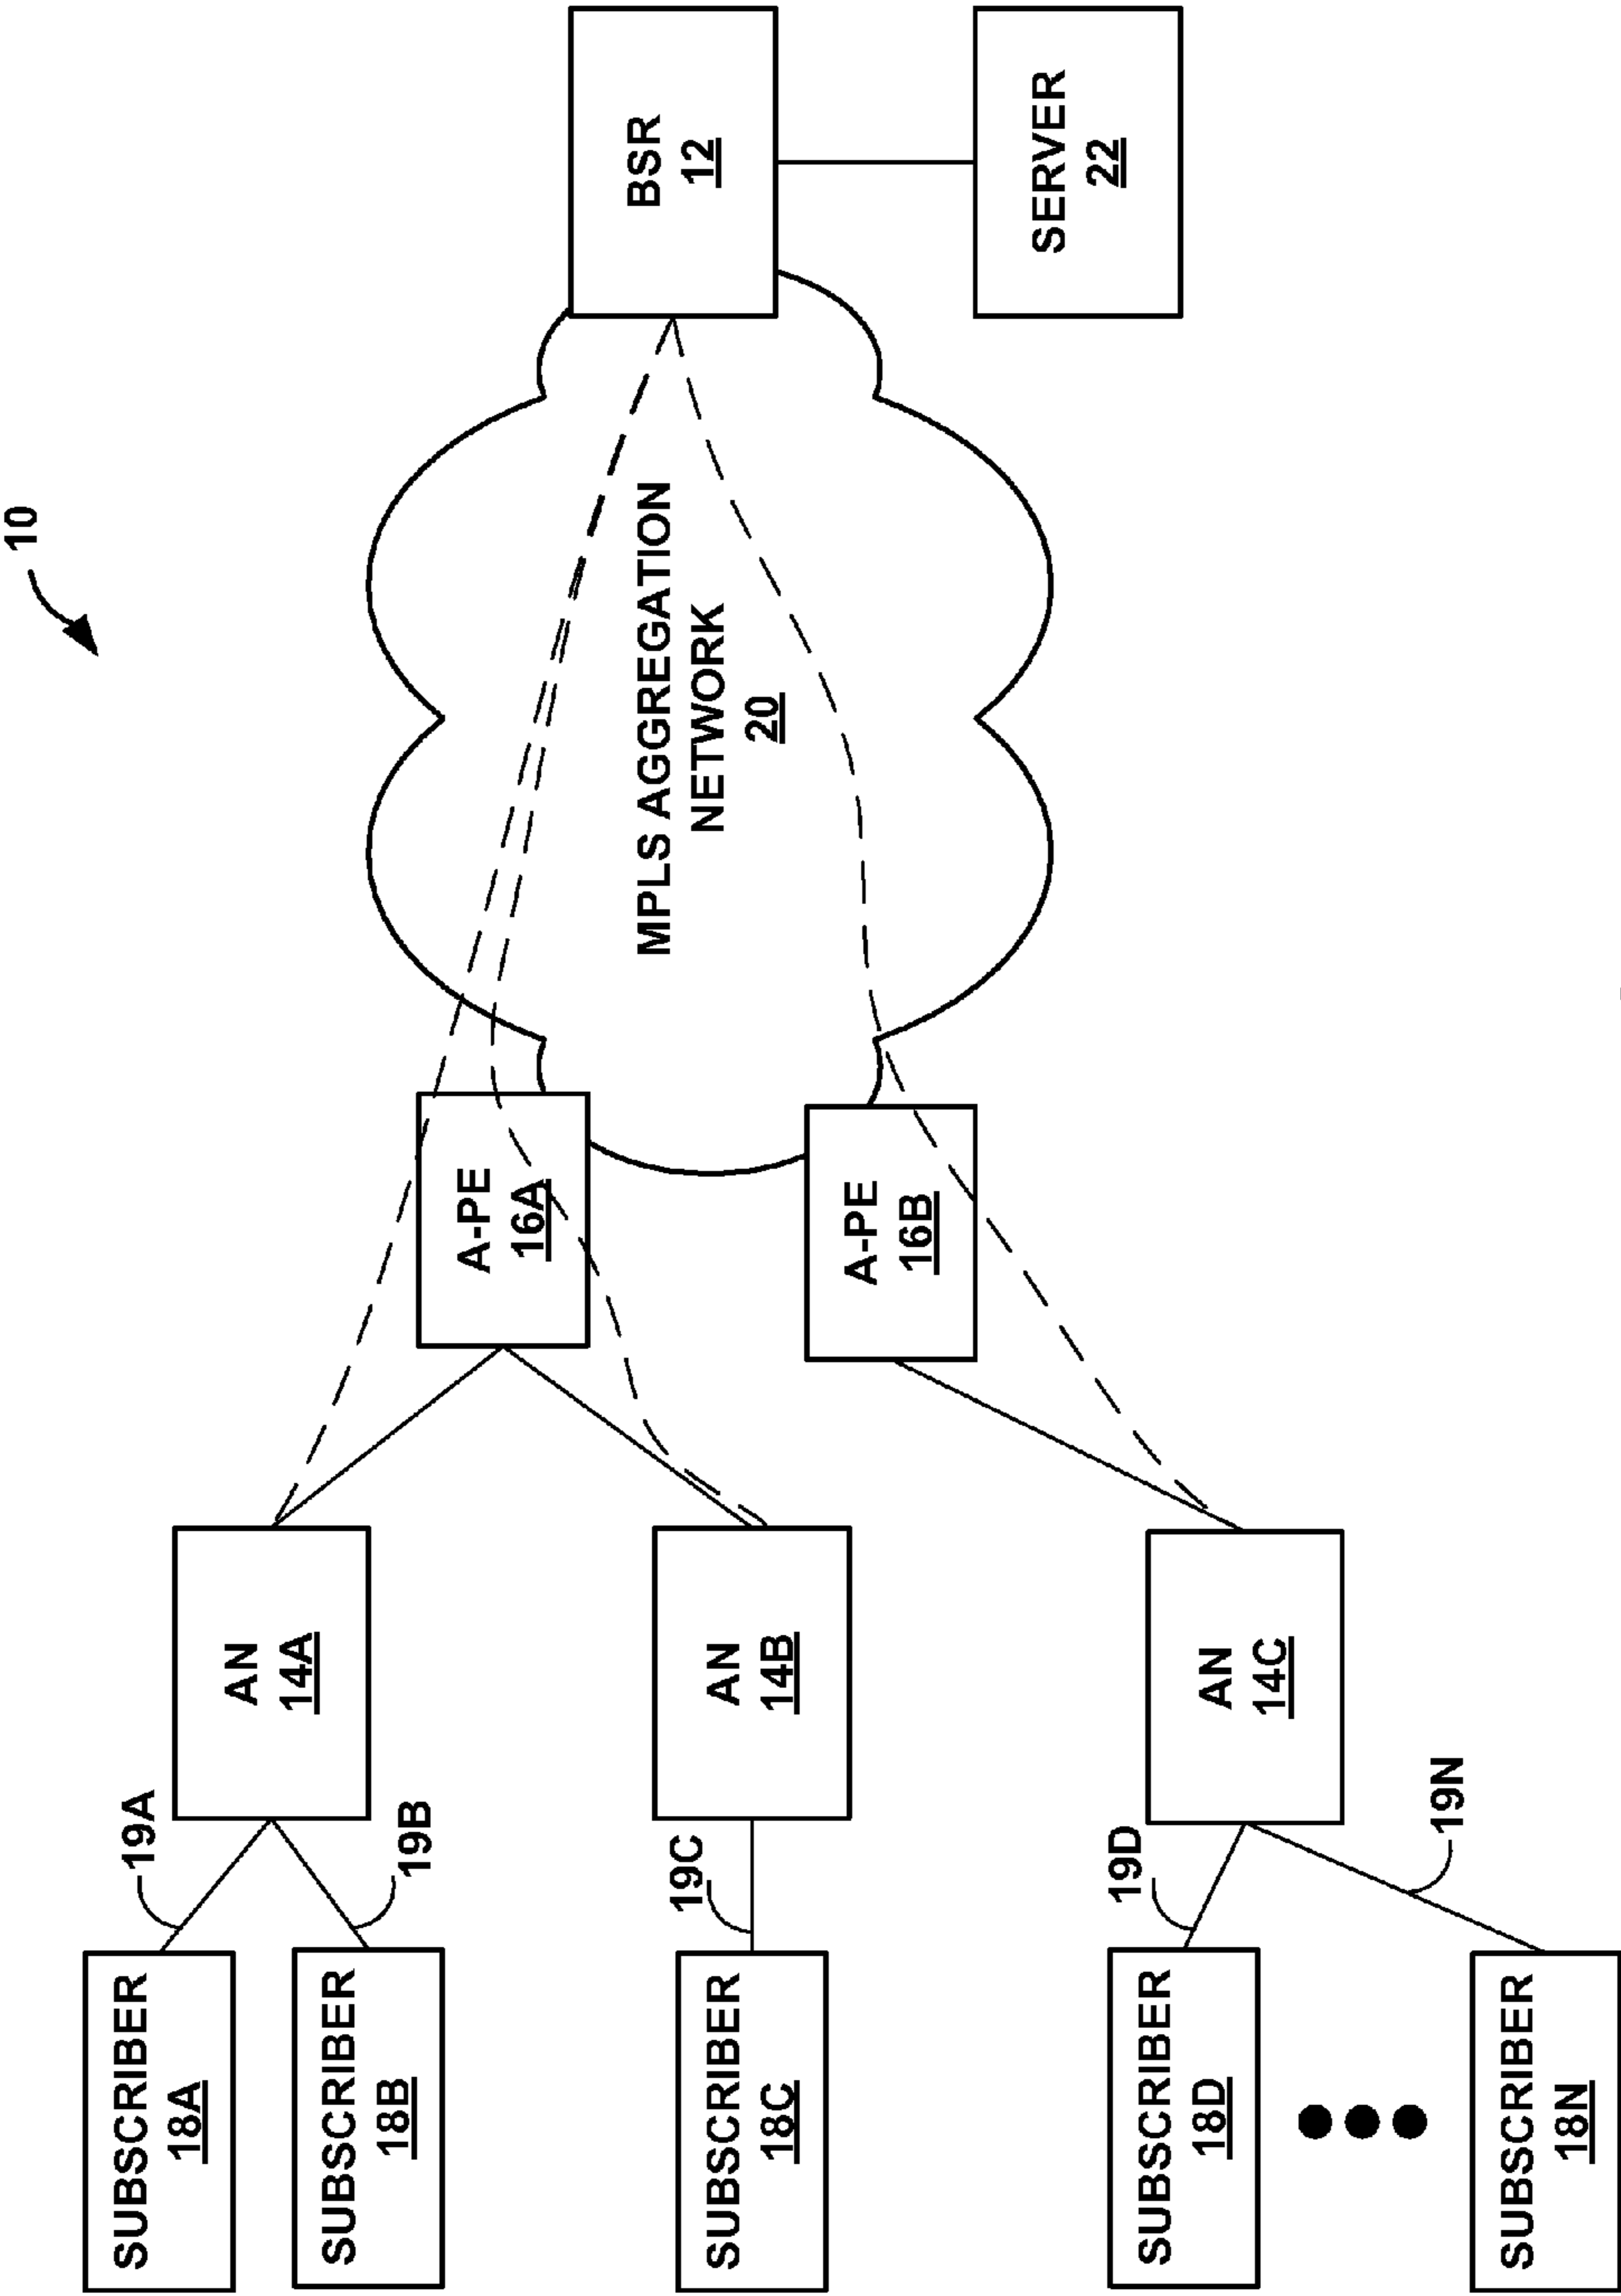 10
SUBSCRIBER
18A
19A
SUBSCRIBER
18B
19B
AN
14A
A-PE
16A
BSR
12
MPLS AGGREGATION
NETWORK
20
SUBSCRIBER
18C
19C
AN
14B
A-PE
16B
SERVER
22
SUBSCRIBER
18D
19D
AN
14C
SUBSCRIBER
18N
19N